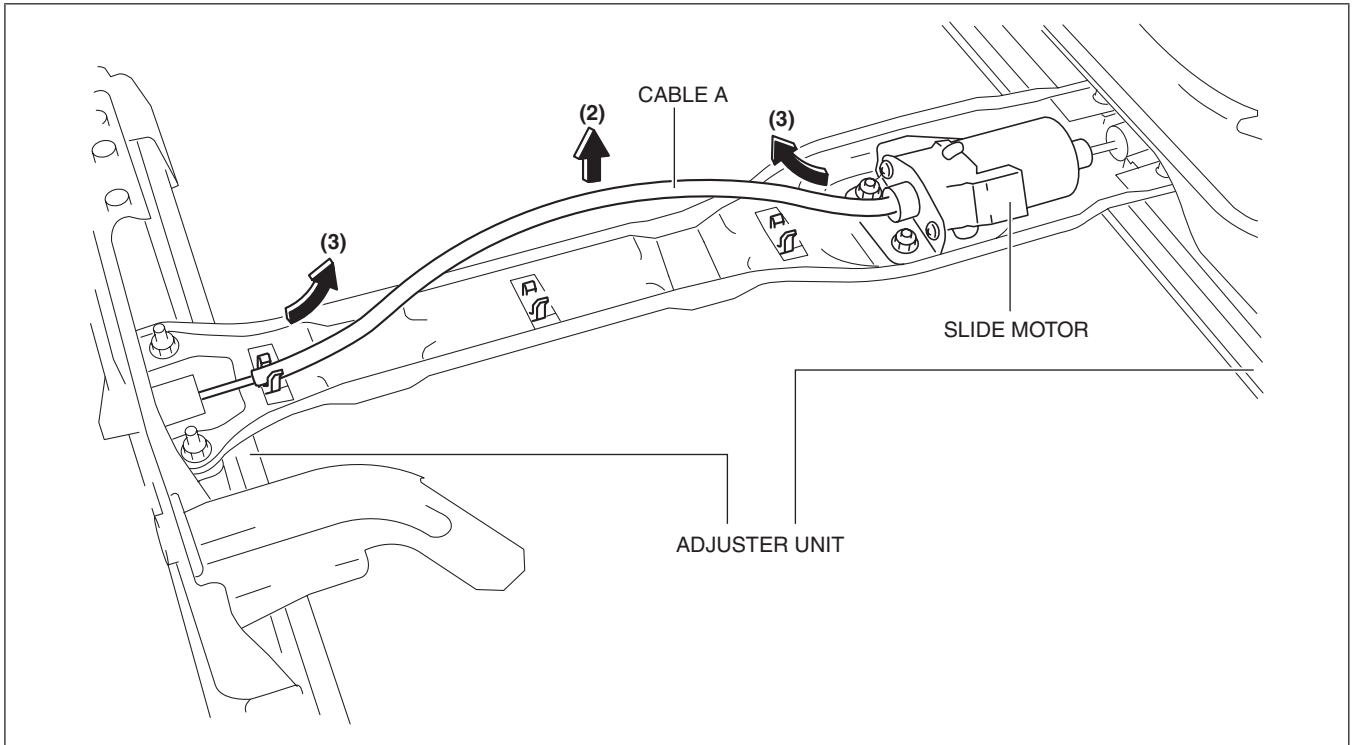 CABLE A
(2)
(3)
(3)
SLIDE MOTOR
ADJUSTER UNIT